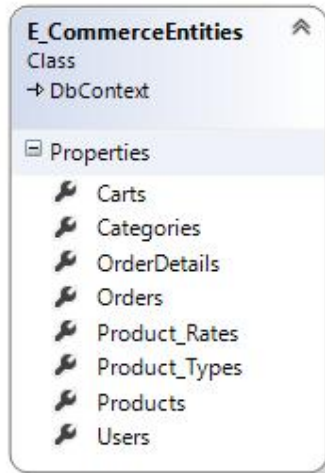 E_CommerceEntities
Class
DbContext
Properties
Carts
Categories
OrderDetails
Orders
Product_Rates
Product_Types
Products
Users